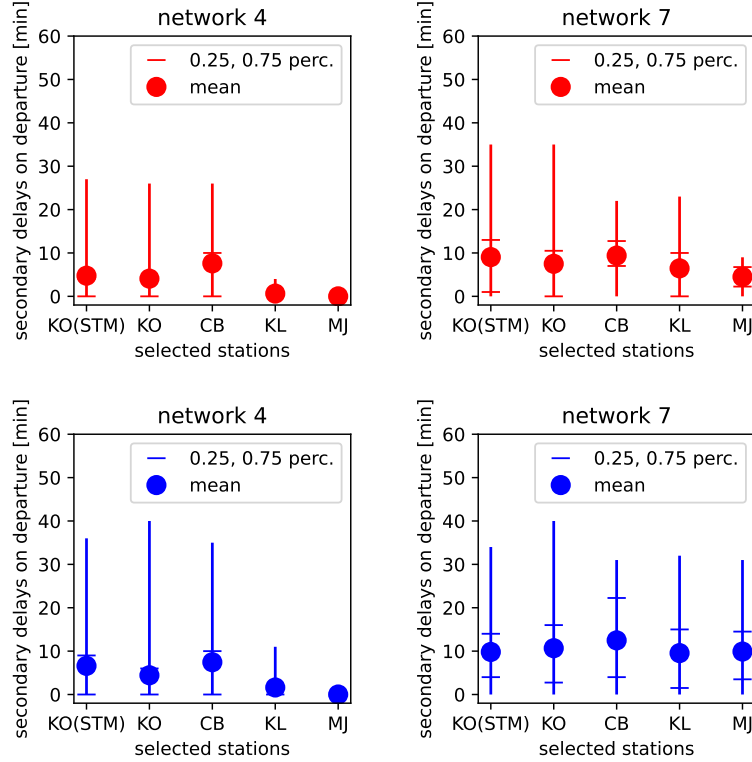 network 4
secondary delays on departure [min]
60
50
40
30
20
10
0
0.25, 0.75 perc.
mean
KO(STM) KO CB KL MJ
selected stations
network 7
secondary delays on departure [min]
60
50
40
30
20
10
0
0.25, 0.75 perc.
mean
KO(STM) KO CB KL MJ
selected stations
network 4
secondary delays on departure [min]
60
50
40
30
20
10
0
0.25, 0.75 perc.
mean
KO(STM) KO CB KL MJ
selected stations
network 7
secondary delays on departure [min]
60
50
40
30
20
10
0
0.25, 0.75 perc.
mean
KO(STM) KO CB KL MJ
selected stations